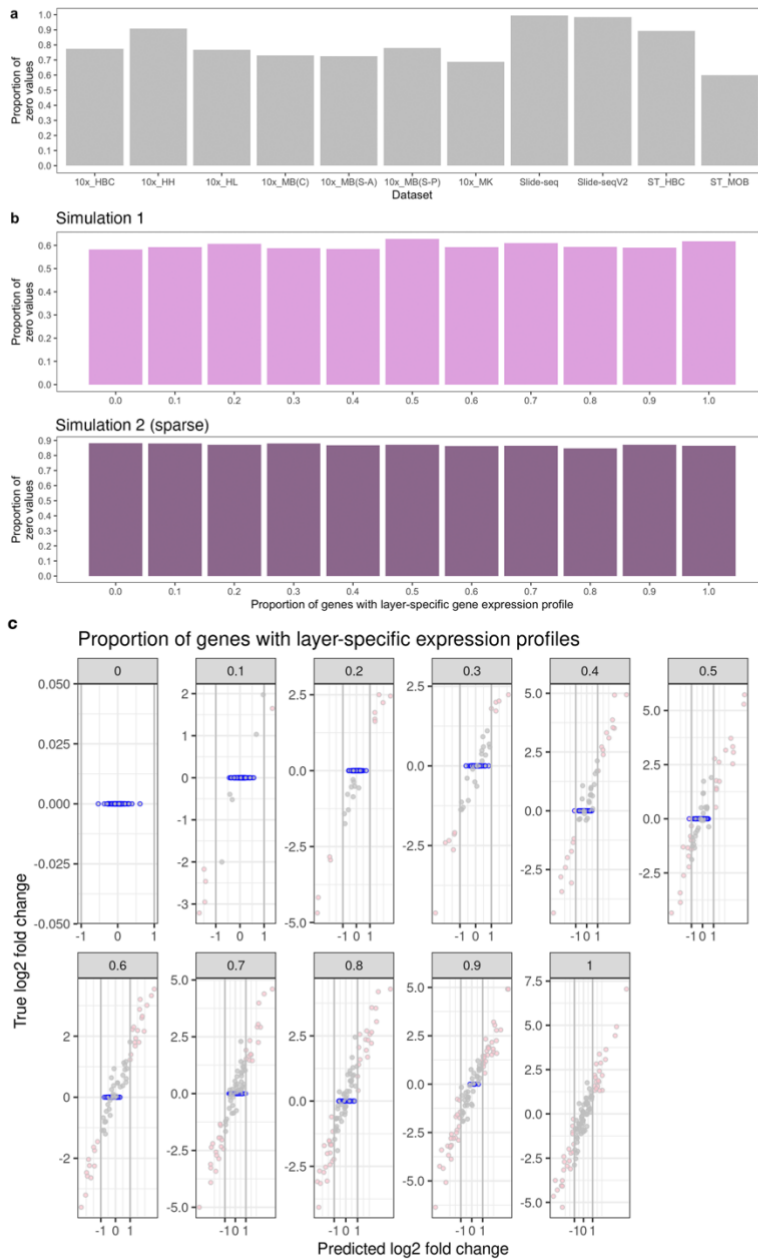 a
Proportion of
zero values
1.0
0.9
0.8
0.7
0.6
0.5
0.4
0.3
0.2
0.1
0.0
10x_HBC 10x_HH 10x_HL 10x_MB(C) 10x_MB(S-A) 10x_MB(S-P) 10x_MK Slide-seq Slide-seqV2 ST_HBC ST_MOB
Dataset
b Simulation 1
Proportion of
zero values
0.6
0.5
0.4
0.3
0.2
0.1
0.0
0.0 0.1 0.2 0.3 0.4 0.5 0.6 0.7 0.8 0.9 1.0
Simulation 2 (sparse)
Proportion of
zero values
0.9
0.8
0.7
0.6
0.5
0.4
0.3
0.2
0.1
0.0
0.0 0.1 0.2 0.3 0.4 0.5 0.6 0.7 0.8 0.9 1.0
Proportion of genes with layer-specific gene expression profile
c
Proportion of genes with layer-specific expression profiles
True log2 fold change
0 0.1 0.2 0.3 0.4 0.5
0.050
0.025
0.000
-0.025
-0.050
-1 0 1
2
1
0
-1
-2
-3
-1 0 1
2.5
0.0
-2.5
-5.0
-1 0 1
2.5
0.0
-2.5
-1 0 1
5.0
2.5
0.0
-2.5
-1 0 1
5.0
2.5
0.0
-2.5
-1 0 1
0.6 0.7 0.8 0.9 1
2
0
-2
-1 0 1
5.0
2.5
0.0
-2.5
-5.0
-1 0 1
5.0
2.5
0.0
-2.5
-1 0 1
5.0
2.5
0.0
-2.5
-5.0
-1 0 1
7.5
5.0
2.5
0.0
-2.5
-5.0
-1 0 1
Predicted log2 fold change